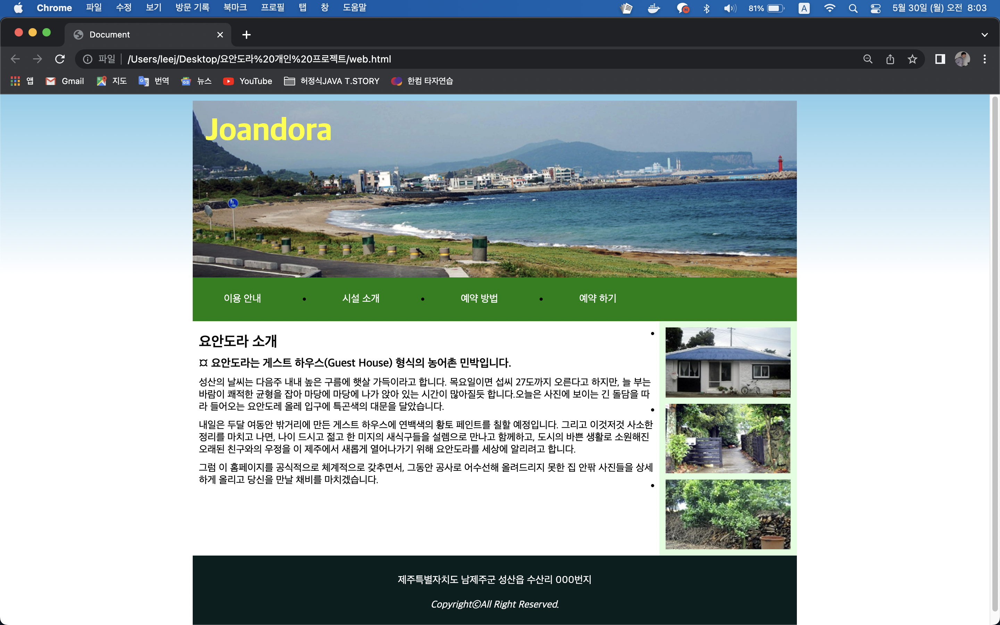 Chrome 파일 수정 보기 방문 기록 북마크 프로필 탭 창 도움말 81% A 5월 30일 (월) 오전 8:03
Document
파일 /Users/leej/Desktop/요안도라%20개인%20프로젝트/web.html
앱 Gmail 지도 번역 뉴스 YouTube 허정식JAVA T.STORY 한컴 타자연습
Joandora
이용 안내 • 시설 소개 • 예약 방법 • 예약 하기
요안도라 소개
¤ 요안도라는 게스트 하우스(Guest House) 형식의 농어촌 민박입니다.
성산의 날씨는 다음주 내내 높은 구름에 햇살 가득이라고 합니다. 목요일이면 섭씨 27도까지 오른다고 하지만, 늘 부는
바람이 쾌적한 균형을 잡아 마당에 마당에 나가 앉아 있는 시간이 많아질듯 합니다.오늘은 사진에 보이는 긴 돌담을 따
라 들어오는 요안도레 올레 입구에 특곤색의 대문을 달았습니다.
내일은 두달 여동안 밖거리에 만든 게스트 하우스에 연백색의 황토 페인트를 칠할 예정입니다. 그리고 이것저것 사소한
정리를 마치고 나면, 나이 드시고 젊고 한 미지의 새식구들을 설렘으로 만나고 함께하고, 도시의 바쁜 생활로 소원해진
오래된 친구와의 우정을 이 제주에서 새롭게 열어나가기 위해 요안도라를 세상에 알리려고 합니다.
그럼 이 홈페이지를 공식적으로 체계적으로 갖추면서, 그동안 공사로 어수선해 올려드리지 못한 집 안팎 사진들을 상세
하게 올리고 당신을 만날 채비를 마치겠습니다.
제주특별자치도 남제주군 성산읍 수산리 000번지
Copyright©All Right Reserved.